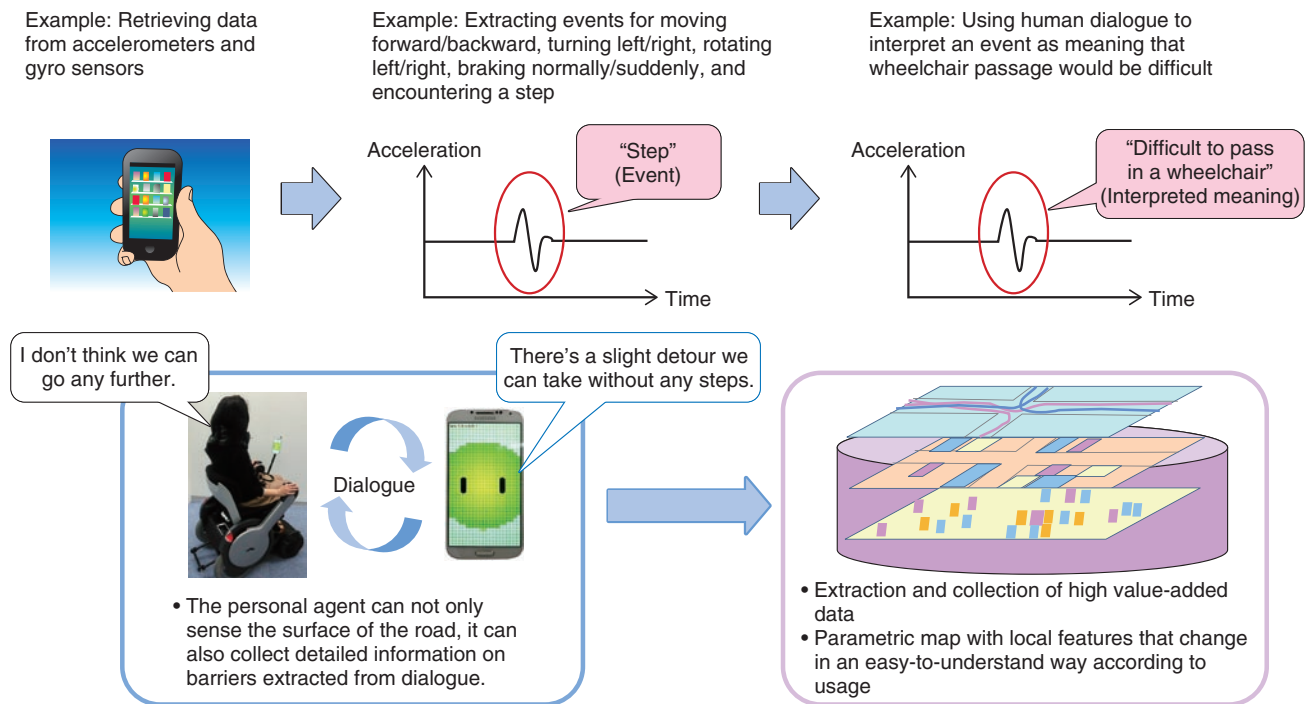 Example: Retrieving data
from accelerometers and
gyro sensors
Example: Extracting events for moving
forward/backward, turning left/right, rotating
left/right, braking normally/suddenly, and
encountering a step
Example: Using human dialogue to
interpret an event as meaning that
wheelchair passage would be difficult
Acceleration
“Step”
(Event)
Time
Acceleration
“Difficult to pass
in a wheelchair”
(Interpreted meaning)
Time
I don’t think we can
go any further.
There’s a slight detour we
can take without any steps.
Dialogue
• The personal agent can not only
sense the surface of the road, it can
also collect detailed information on
barriers extracted from dialogue.
• Extraction and collection of high value-added
data
• Parametric map with local features that change
in an easy-to-understand way according to
usage